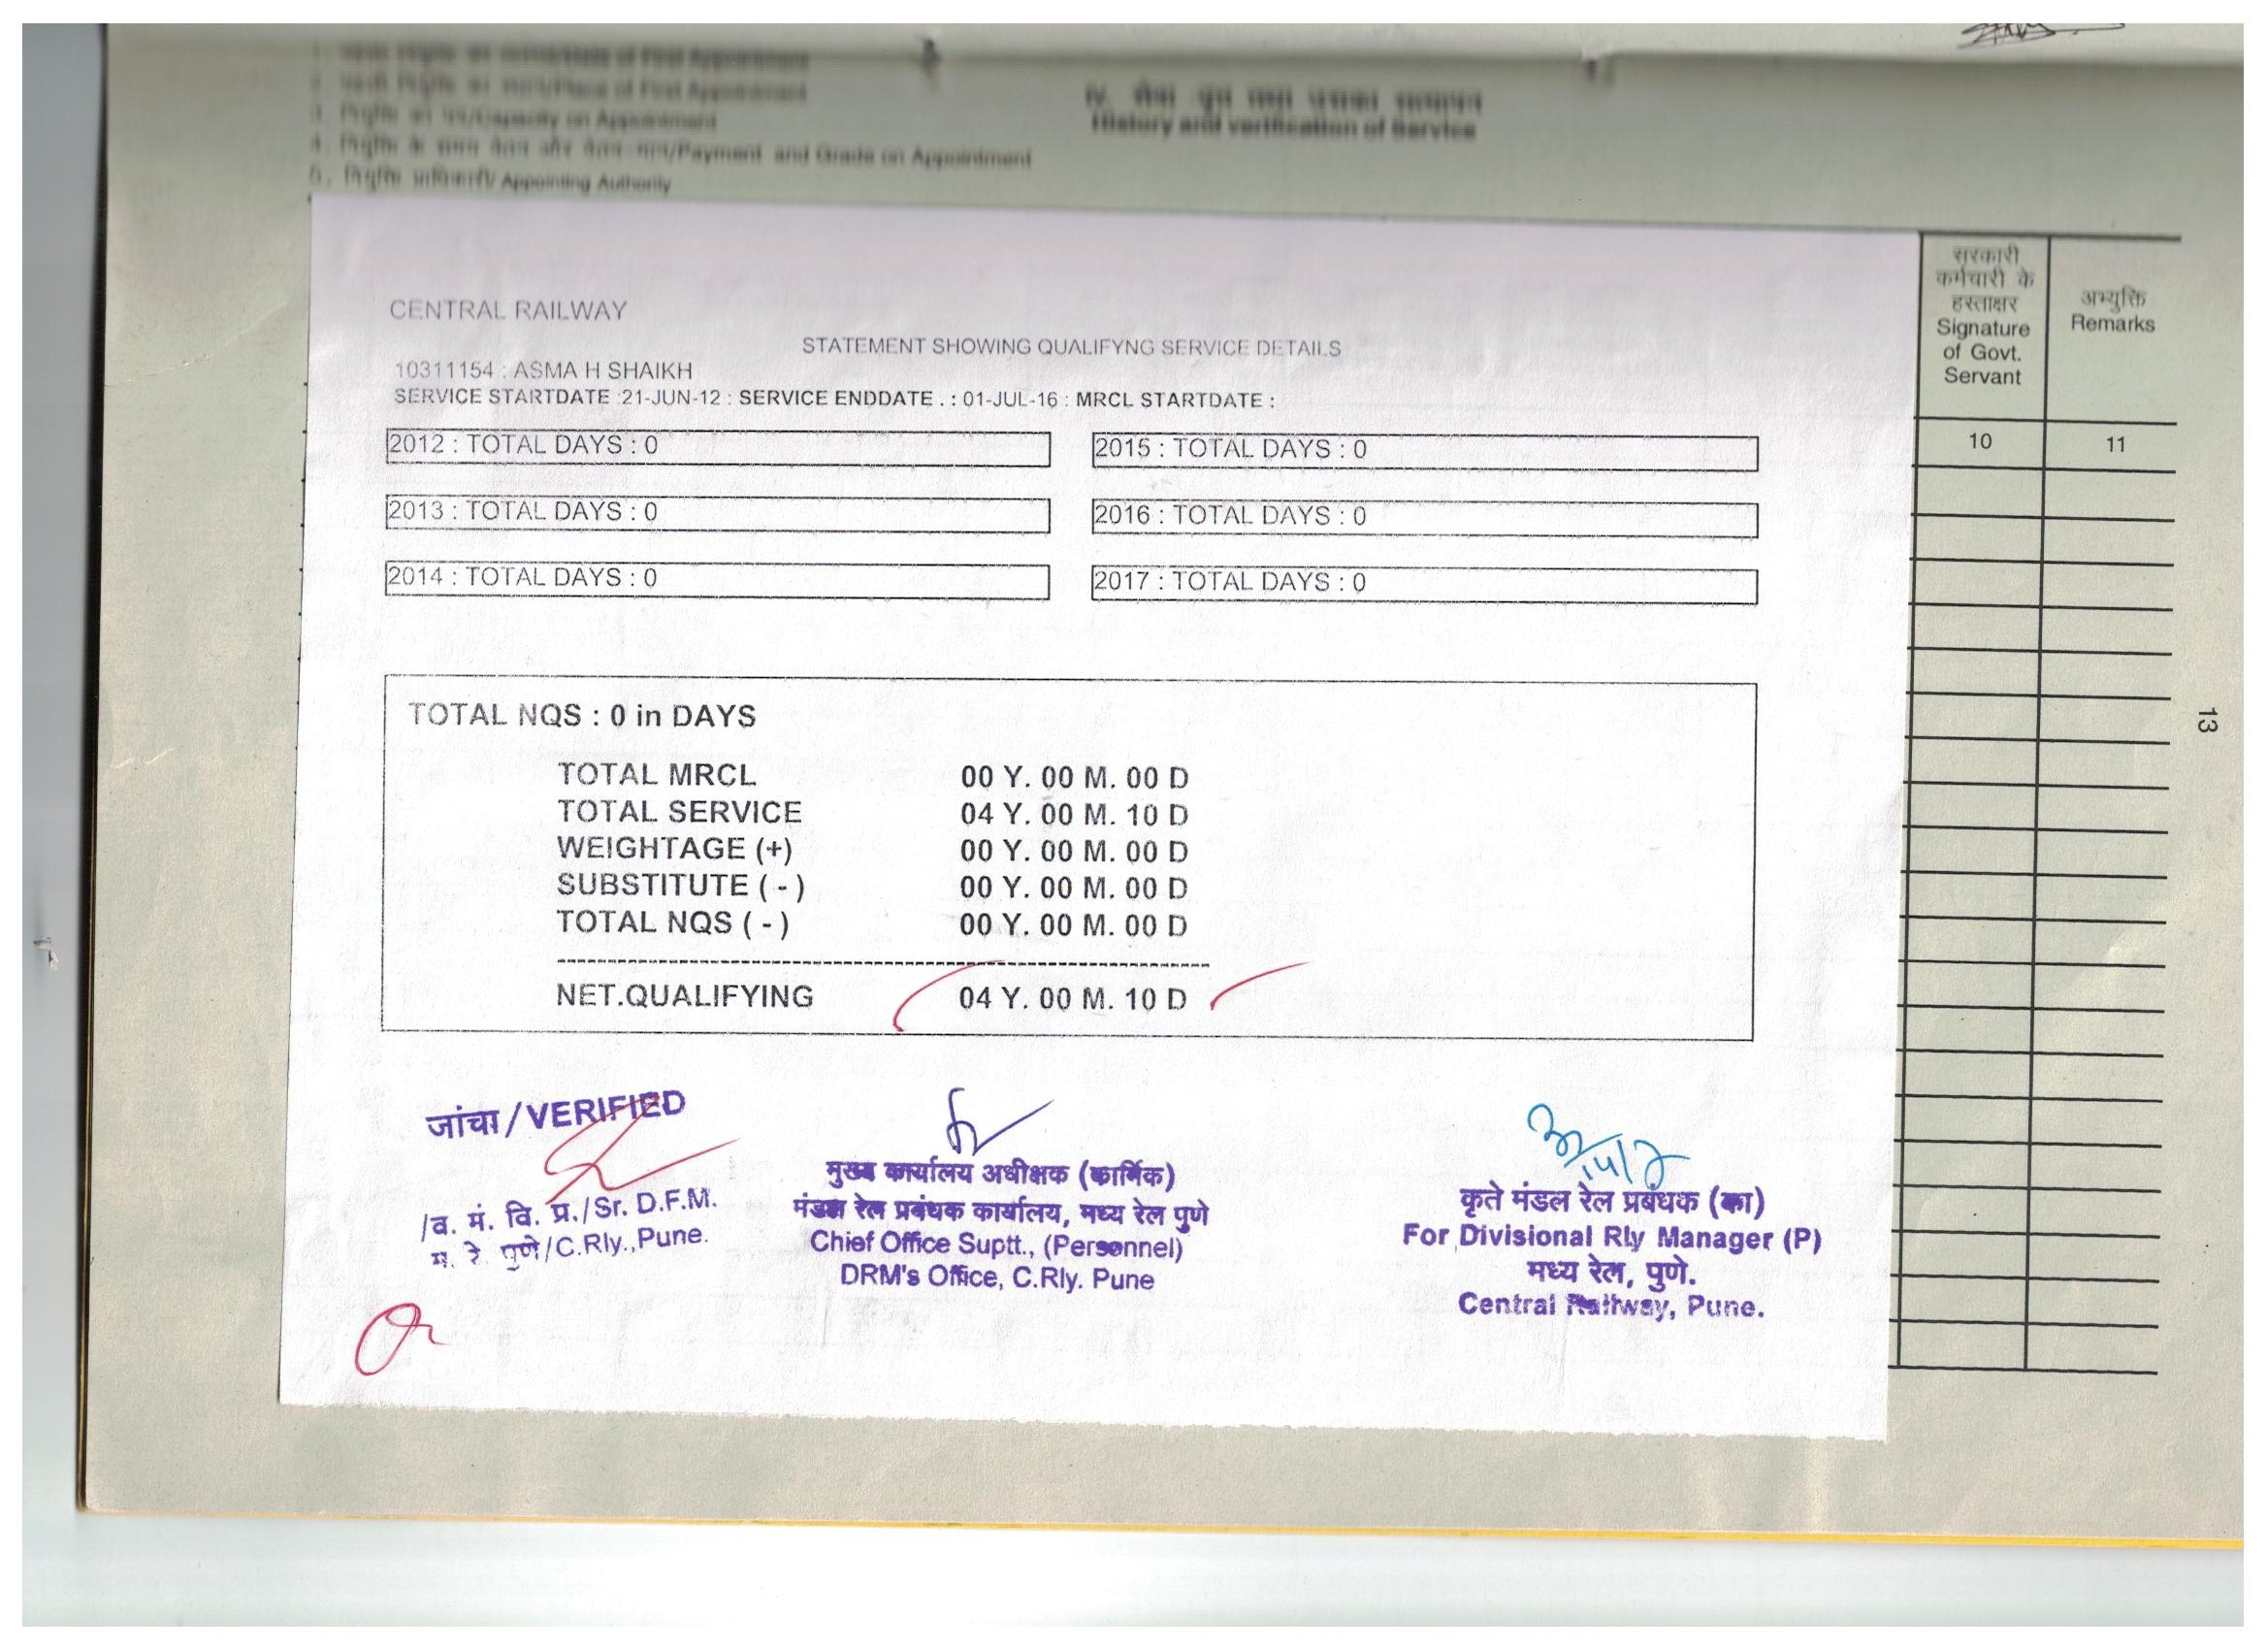 1. पहली नियुक्ति की तारीख/Date of First Appointment
2. पहली नियुक्ति का स्थान/Place of First Appointment
3. नियुक्ति का पद/Capacity on Appointment
4. नियुक्ति के समय वेतन और वेतन-मान/Payment and Grade on Appointment
5. नियुक्ति प्राधिकारी/Appointing Authority
IV. सेवा वृत्त तथा उसका सत्यापन
History and verification of Service
सरकारी
कर्मचारी के
हस्ताक्षर
Signature
of Govt.
Servant
अभ्युक्ति
Remarks
10
11
13
CENTRAL RAILWAY
STATEMENT SHOWING QUALIFYNG SERVICE DETAILS
10311154 : ASMA H SHAIKH
SERVICE STARTDATE :21-JUN-12 : SERVICE ENDDATE . : 01-JUL-16 : MRCL STARTDATE :
2012 : TOTAL DAYS : 0
2015 : TOTAL DAYS : 0
2013 : TOTAL DAYS : 0
2016 : TOTAL DAYS : 0
2014 : TOTAL DAYS : 0
2017 : TOTAL DAYS : 0
TOTAL NQS : 0 in DAYS
TOTAL MRCL 00 Y. 00 M. 00 D
TOTAL SERVICE 04 Y. 00 M. 10 D
WEIGHTAGE (+) 00 Y. 00 M. 00 D
SUBSTITUTE ( - ) 00 Y. 00 M. 00 D
TOTAL NQS ( - ) 00 Y. 00 M. 00 D
NET.QUALIFYING 04 Y. 00 M. 10 D
जांचा/VERIFIED
/व. मं. वि. प्र./Sr. D.F.M.
म. रे. पुणे/C.Rly.,Pune.
मुख्य कार्यालय अधीक्षक (कार्मिक)
मंडल रेल प्रबंधक कार्यालय, मध्य रेल पुणे
Chief Office Suptt., (Personnel)
DRM's Office, C.Rly. Pune
14/2
कृते मंडल रेल प्रबंधक (का)
For Divisional Rly Manager (P)
मध्य रेल, पुणे.
Central Railway, Pune.